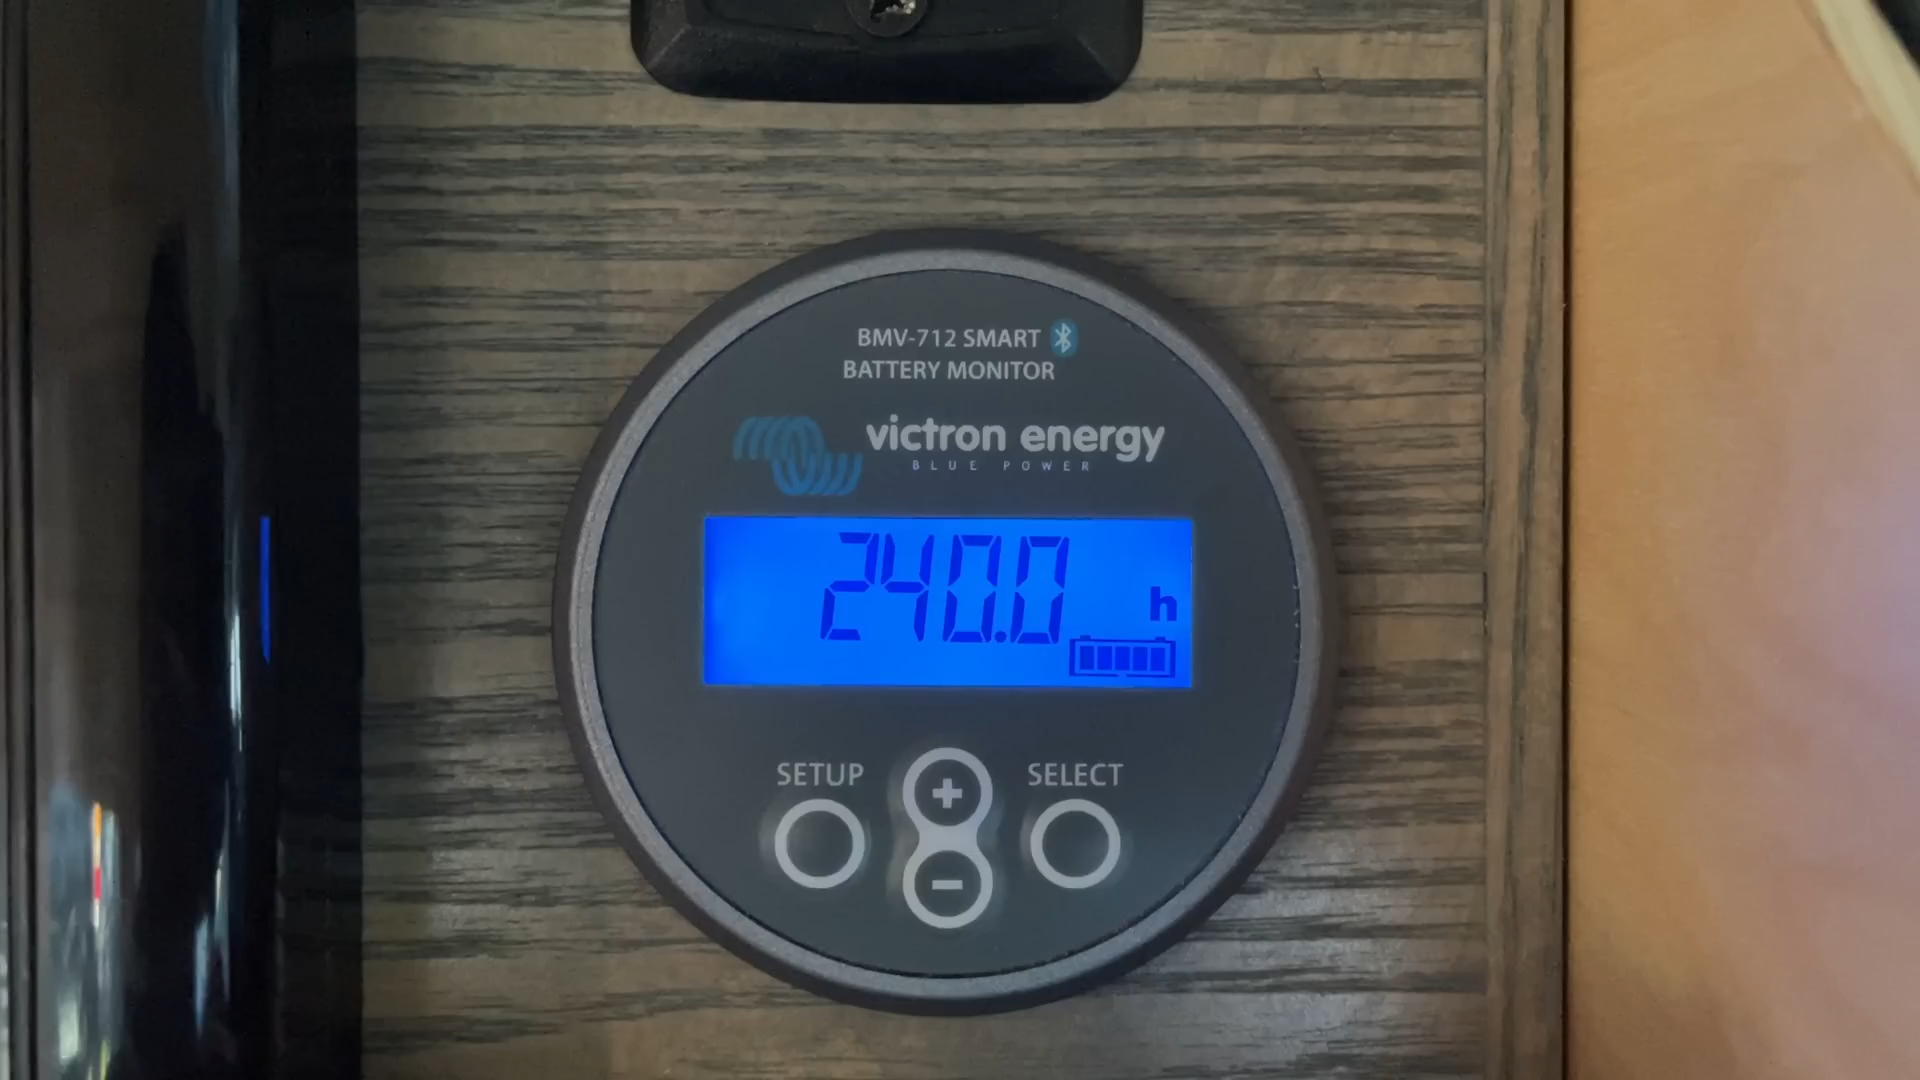 BMV-712 SMART
BATTERY MONITOR
victron energy
BLUE POWER
240.0 h
SETUP
+
SELECT
−